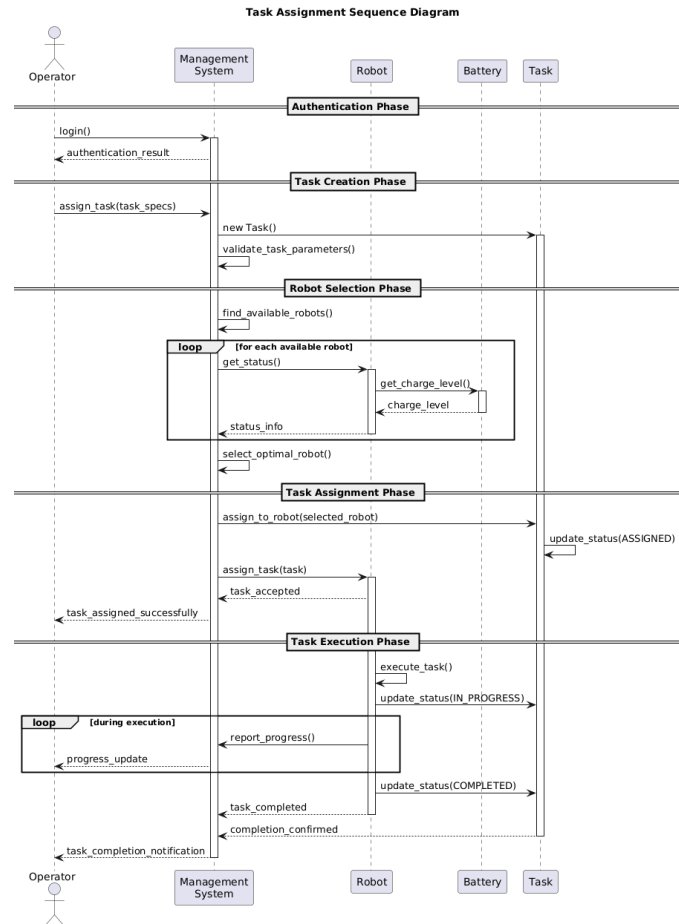 Task Assignment Sequence Diagram
Operator
Management
System
Robot
Battery
Task
Authentication Phase
login()
authentication_result
Task Creation Phase
assign_task(task_specs)
new Task()
validate_task_parameters()
Robot Selection Phase
find_available_robots()
loop [for each available robot]
get_status()
get_charge_level()
charge_level
status_info
select_optimal_robot()
Task Assignment Phase
assign_to_robot(selected_robot)
update_status(ASSIGNED)
assign_task(task)
task_accepted
task_assigned_successfully
Task Execution Phase
execute_task()
update_status(IN_PROGRESS)
loop [during execution]
report_progress()
progress_update
update_status(COMPLETED)
task_completed
completion_confirmed
task_completion_notification
Operator
Management
System
Robot
Battery
Task